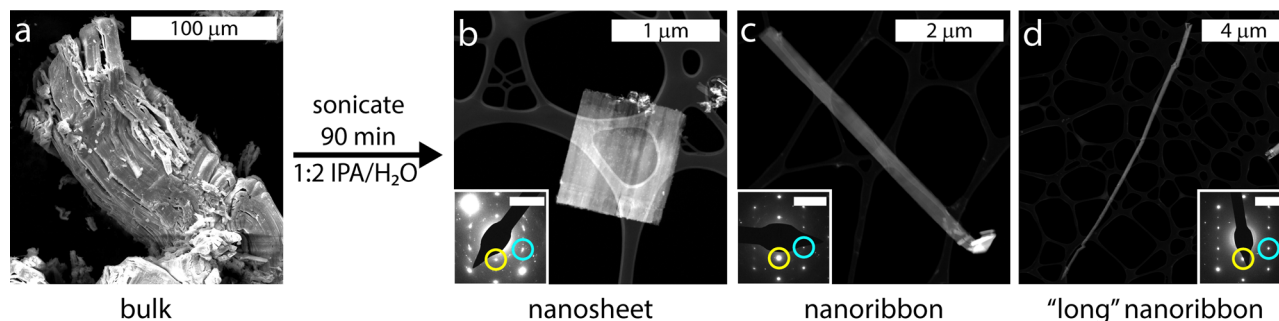 a
100 μm
sonicate
90 min
1:2 IPA/H₂O
b
1 μm
c
2 μm
d
4 μm
bulk
nanosheet
nanoribbon
“long” nanoribbon